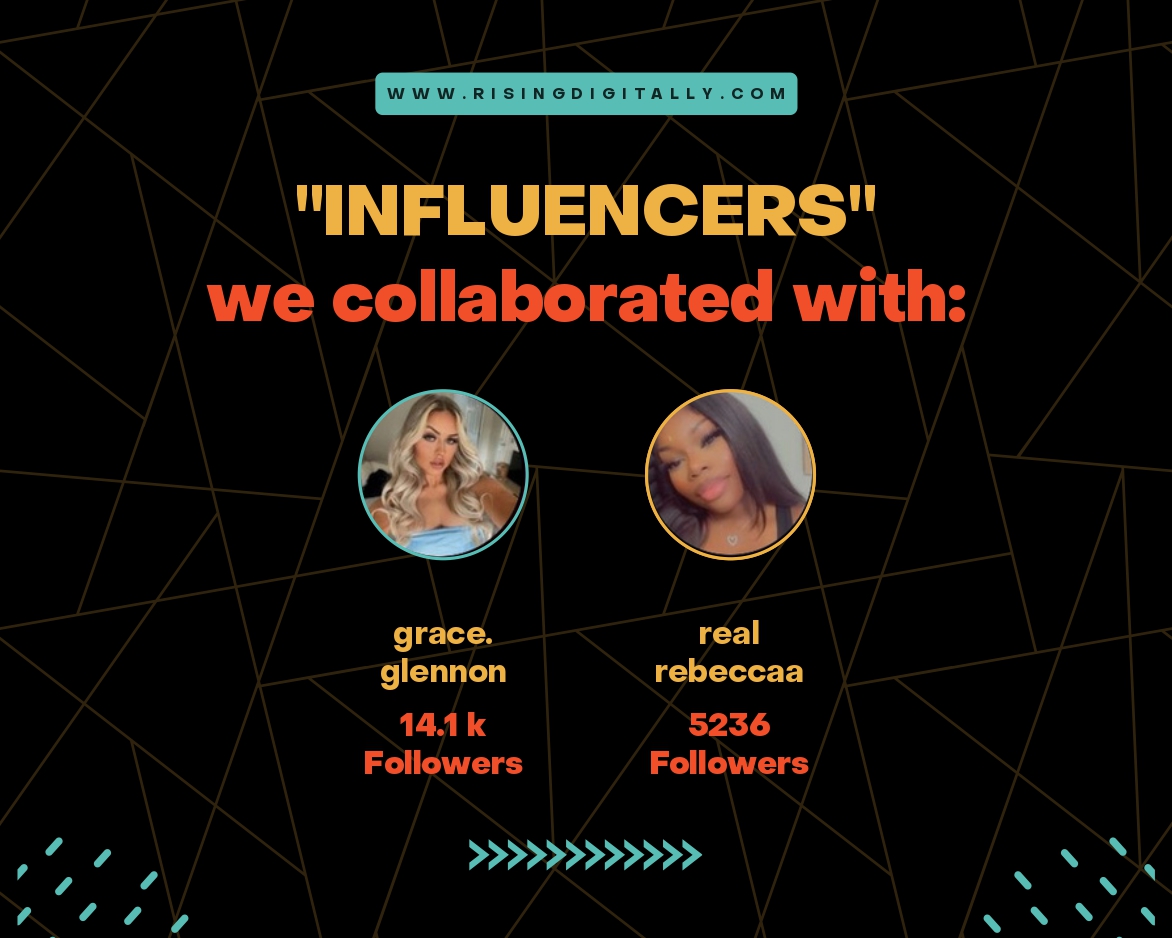 WWW.RISINGDIGITALLY.COM
"INFLUENCERS"
we collaborated with:
grace.
glennon
14.1 k
Followers
real
rebeccaa
5236
Followers